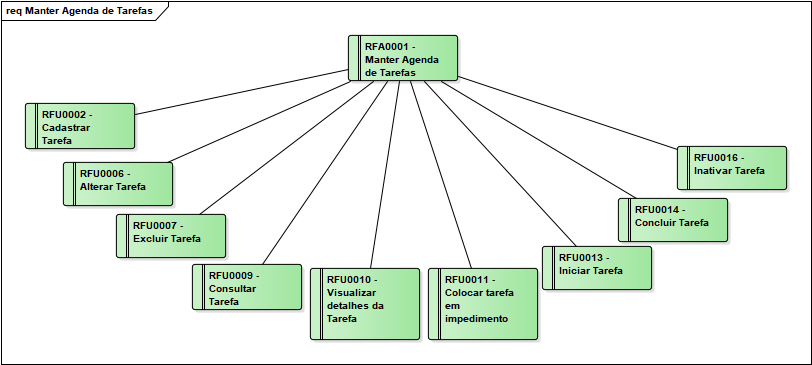 req Manter Agenda de Tarefas
RFA0001 -
Manter Agenda
de Tarefas
RFU0002 -
Cadastrar
Tarefa
RFU0006 -
Alterar Tarefa
RFU0007 -
Excluir Tarefa
RFU0009 -
Consultar
Tarefa
RFU0010 -
Visualizar
detalhes da
Tarefa
RFU0011 -
Colocar tarefa
em
impedimento
RFU0013 -
Iniciar Tarefa
RFU0014 -
Concluir Tarefa
RFU0016 -
Inativar Tarefa